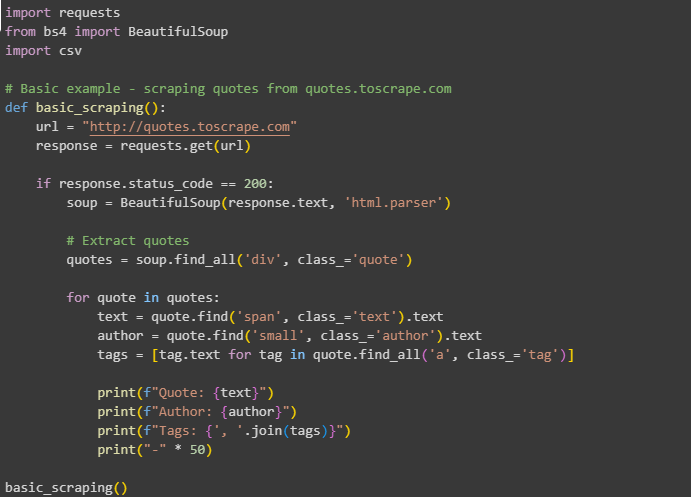 import requests
from bs4 import BeautifulSoup
import csv

# Basic example - scraping quotes from quotes.toscrape.com
def basic_scraping():
    url = "http://quotes.toscrape.com"
    response = requests.get(url)

    if response.status_code == 200:
        soup = BeautifulSoup(response.text, 'html.parser')

        # Extract quotes
        quotes = soup.find_all('div', class_='quote')

        for quote in quotes:
            text = quote.find('span', class_='text').text
            author = quote.find('small', class_='author').text
            tags = [tag.text for tag in quote.find_all('a', class_='tag')]

            print(f"Quote: {text}")
            print(f"Author: {author}")
            print(f"Tags: {', '.join(tags)}")
            print("-" * 50)

basic_scraping()